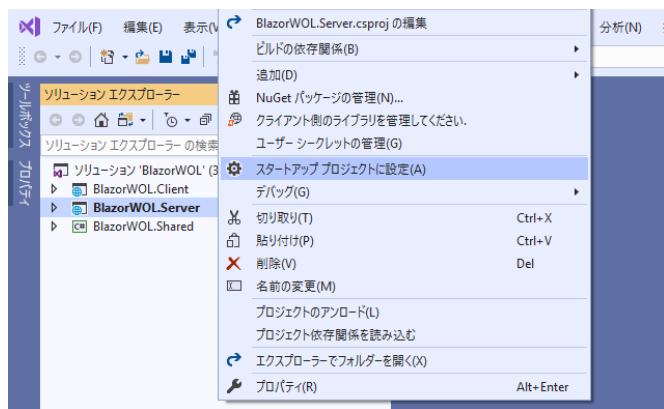 ファイル(F) 編集(E) 表示(V 分析(N)
ツールボックス
プロパティ
ソリューション エクスプローラー
ソリューション エクスプローラー の検索
ソリューション 'BlazorWOL' (3
BlazorWOL.Client
BlazorWOL.Server
BlazorWOL.Shared
BlazorWOL.Server.csproj の編集
ビルドの依存関係(B)
追加(D)
NuGet パッケージの管理(N)...
クライアント側のライブラリを管理してください.
ユーザー シークレットの管理(G)
スタートアップ プロジェクトに設定(A)
デバッグ(G)
切り取り(T) Ctrl+X
貼り付け(P) Ctrl+V
削除(V) Del
名前の変更(M)
プロジェクトのアンロード(L)
プロジェクト依存関係を読み込む
エクスプローラーでフォルダーを開く(X)
プロパティ(R) Alt+Enter